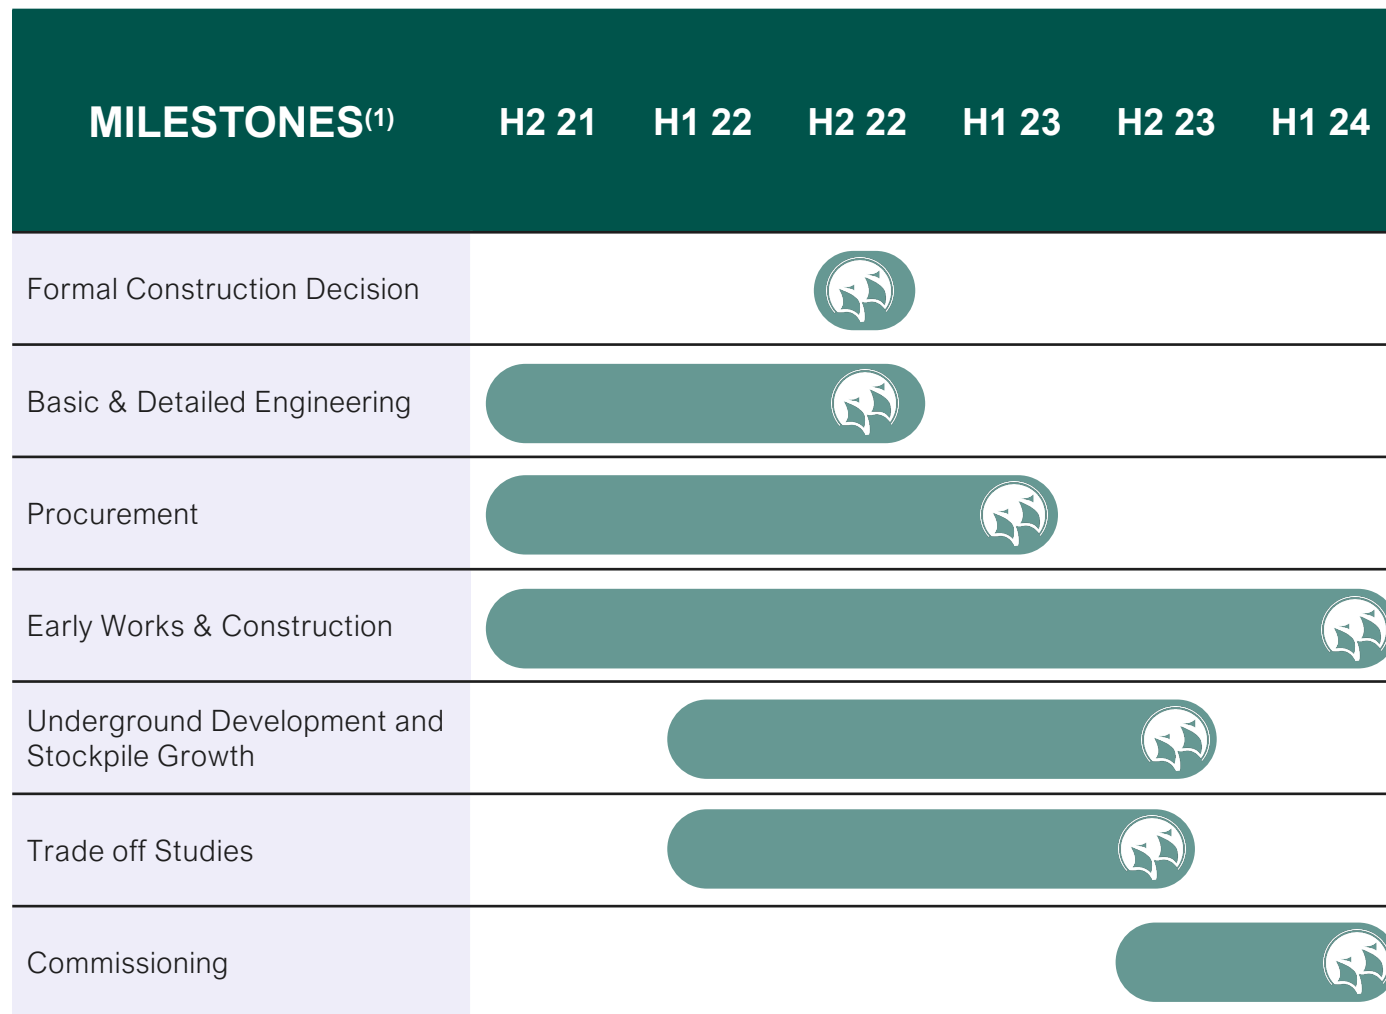 MILESTONES(1) H2 21 H1 22 H2 22 H1 23 H2 23 H1 24
Formal Construction Decision
Basic & Detailed Engineering
Procurement
Early Works & Construction
Underground Development and
Stockpile Growth
Trade off Studies
Commissioning